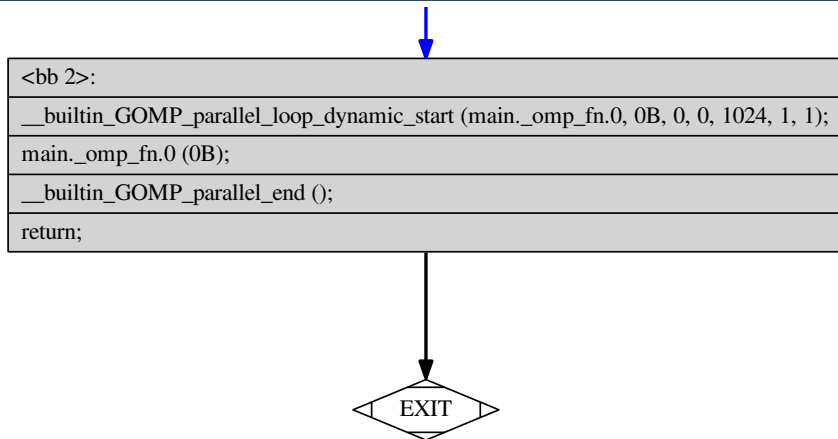 <bb 2>:
__builtin_GOMP_parallel_loop_dynamic_start (main._omp_fn.0, 0B, 0, 0, 1024, 1, 1);
main._omp_fn.0 (0B);
__builtin_GOMP_parallel_end ();
return;
EXIT